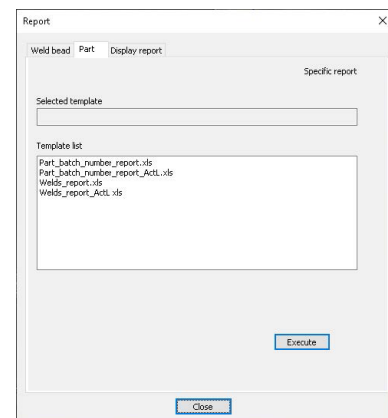 Report
Weld bead Part Display report
Specific report
Selected template
Template list
Part_batch_number_report.xls
Part_batch_number_report_ActL.xls
Welds_report.xls
Welds_report_ActL.xls
Execute
Close